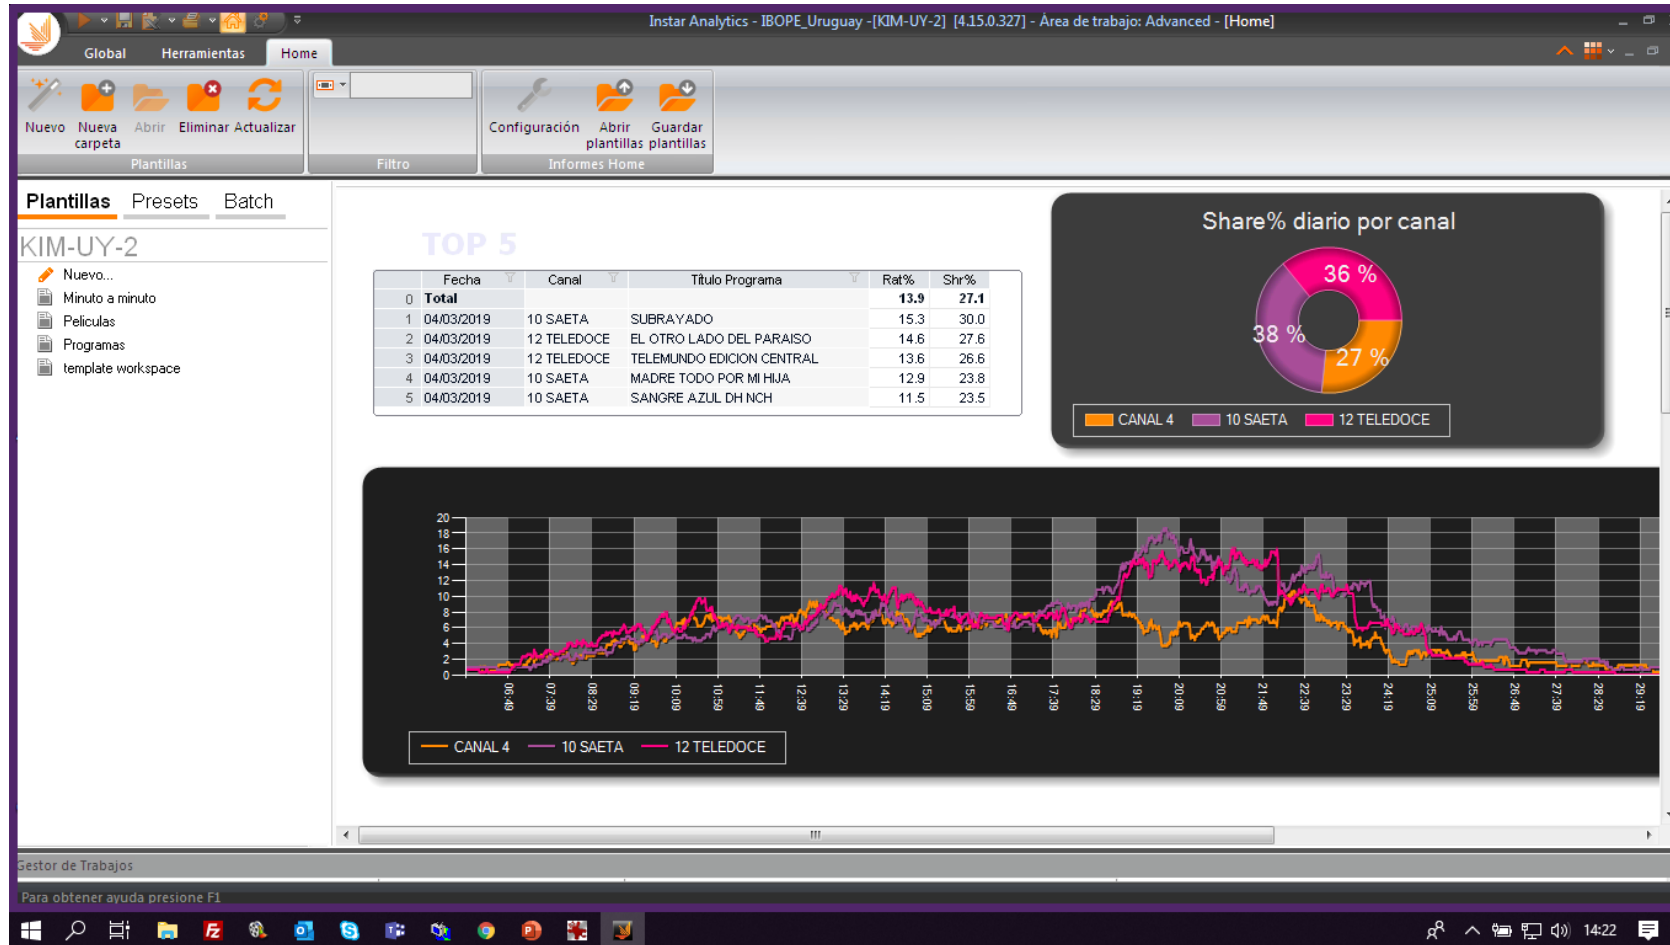 Instar Analytics - IBOPE_Uruguay -[KIM-UY-2] [4.15.0.327] - Área de trabajo: Advanced - [Home]
Global Herramientas Home
Nuevo Nueva carpeta Abrir Eliminar Actualizar Configuración Abrir plantillas Guardar plantillas
Plantillas Filtro Informes Home
Plantillas Presets Batch
KIM-UY-2
Nuevo...
Minuto a minuto
Peliculas
Programas
template workspace
TOP 5
Fecha Canal Título Programa Rat% Shr%
0 Total 13.9 27.1
1 04/03/2019 10 SAETA SUBRAYADO 15.3 30.0
2 04/03/2019 12 TELEDOCE EL OTRO LADO DEL PARAISO 14.6 27.6
3 04/03/2019 12 TELEDOCE TELEMUNDO EDICION CENTRAL 13.6 26.6
4 04/03/2019 10 SAETA MADRE TODO POR MI HIJA 12.9 23.8
5 04/03/2019 10 SAETA SANGRE AZUL DH NCH 11.5 23.5
Share% diario por canal
36 %
38 %
27 %
CANAL 4 10 SAETA 12 TELEDOCE
20
18
16
14
12
10
8
6
4
2
0
06:49 07:39 08:29 09:19 10:09 10:59 11:49 12:39 13:29 14:19 15:09 15:59 16:49 17:39 18:29 19:19 20:09 20:59 21:49 22:39 23:29 24:19 25:09 25:59 26:49 27:39 28:29 29:19
CANAL 4 10 SAETA 12 TELEDOCE
Gestor de Trabajos
Para obtener ayuda presione F1
14:22